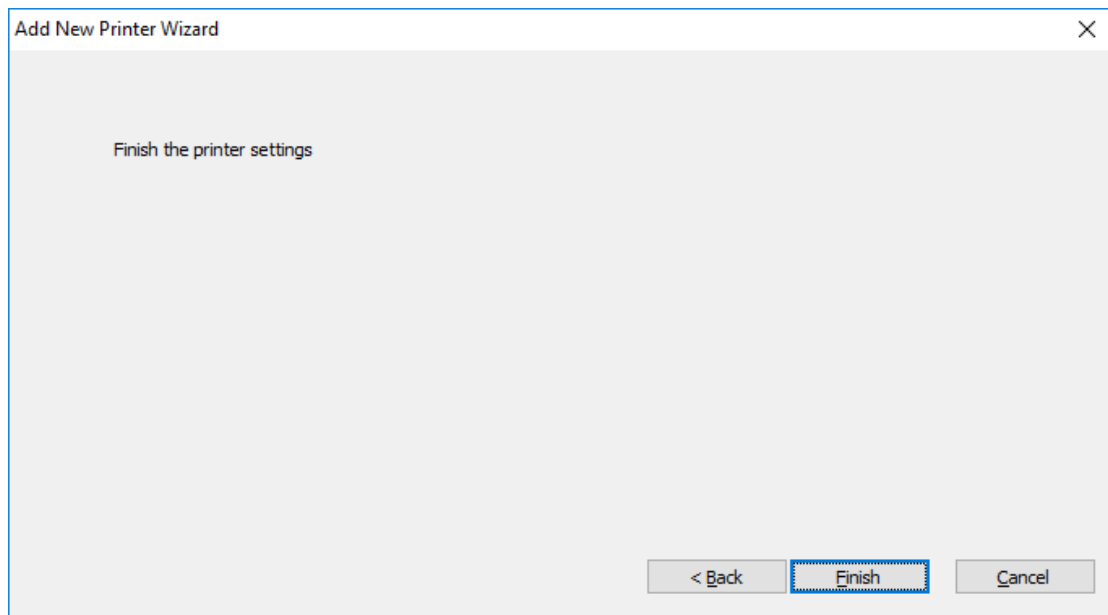 Add New Printer Wizard
Finish the printer settings
< Back
Finish
Cancel